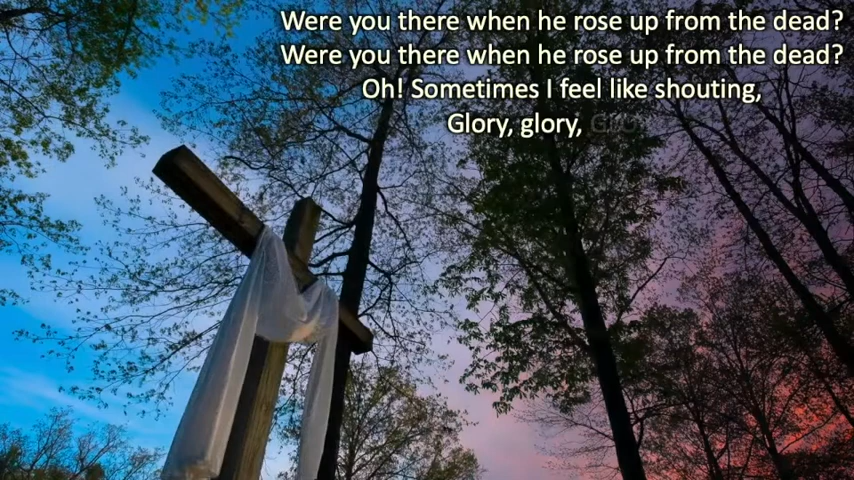 Were you there when he rose up from the dead?
Were you there when he rose up from the dead?
Oh! Sometimes I feel like shouting,
Glory, glory,